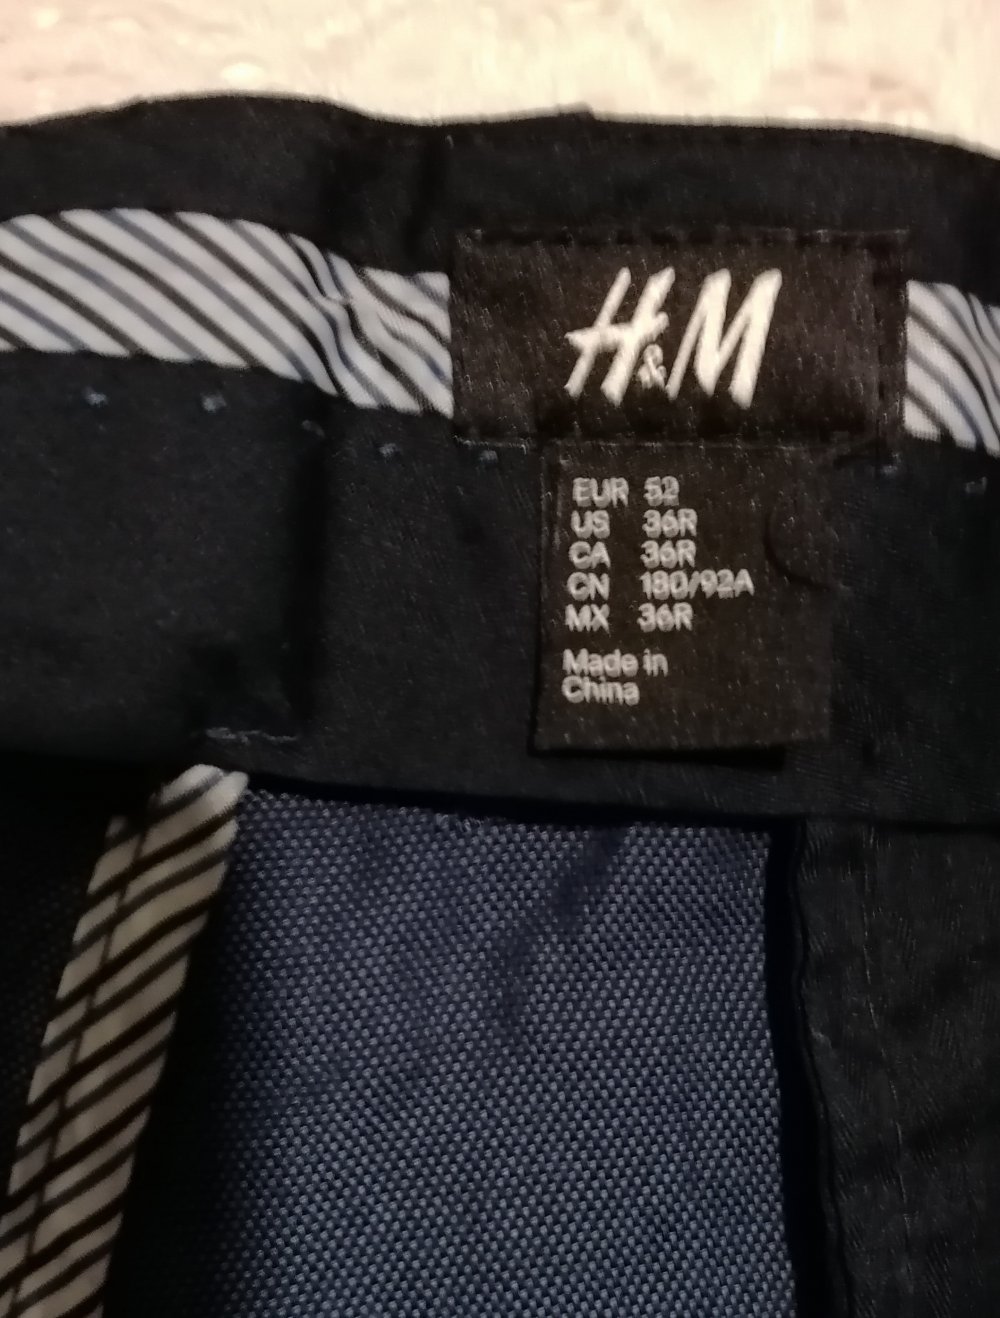 H&M
EUR 52
US 36R
CA 36R
CN 180/92A
MX 36R
Made in
China